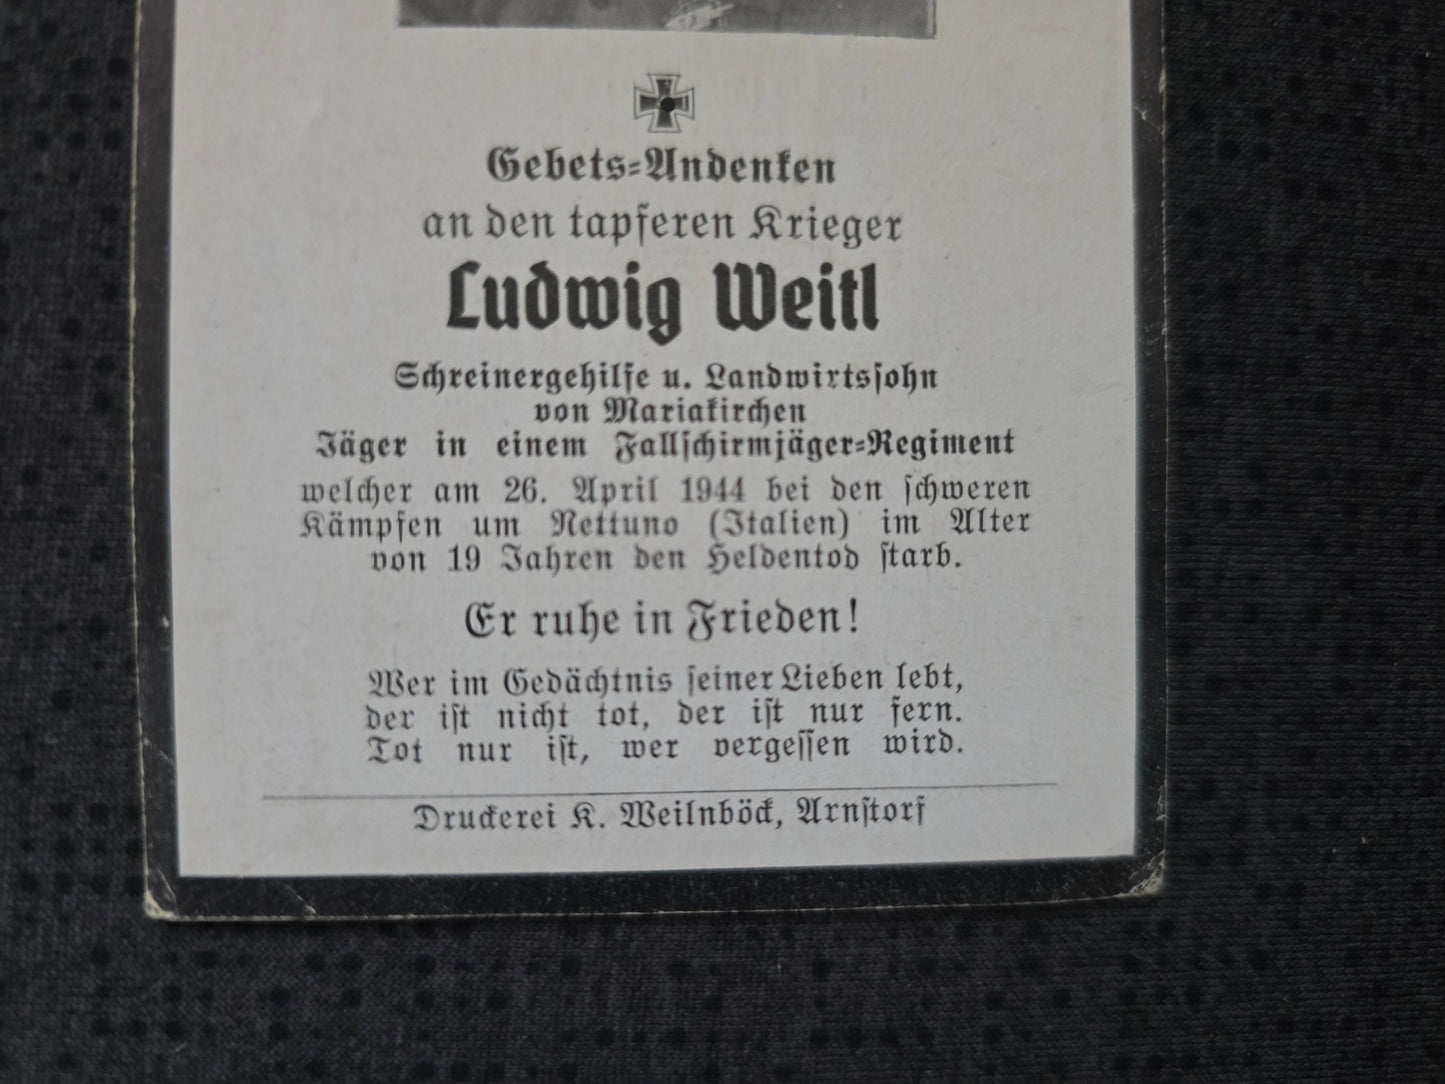 Gebets-Andenken
an den tapferen Krieger
Ludwig Weitl
Schreinergehilfe u. Landwirtssohn
von Mariakirchen
Jäger in einem Fallschirmjäger-Regiment
welcher am 26. April 1944 bei den schweren
Kämpfen um Nettuno (Italien) im Alter
von 19 Jahren den Heldentod starb.
Er ruhe in Frieden!
Wer im Gedächtnis seiner Lieben lebt,
der ist nicht tot, der ist nur fern.
Tot nur ist, wer vergessen wird.
Druckerei K. Weilnböck, Arnstorf